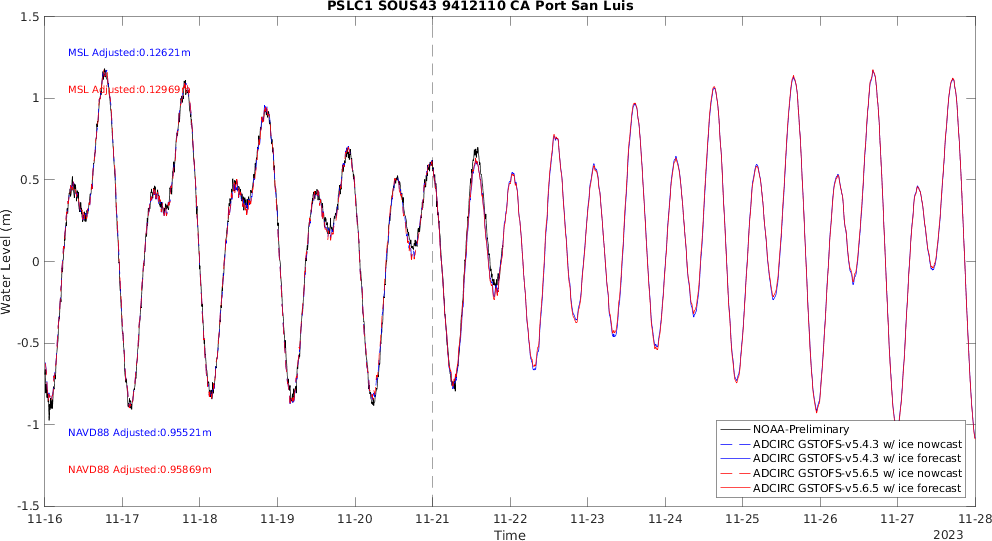 PSLC1 SOUS43 9412110 CA Port San Luis
1.5
MSL Adjusted:0.12621m
MSL Adjusted:0.12969m
1
0.5
0
-0.5
-1
-1.5
Water Level (m)
NAVD88 Adjusted:0.95521m
NAVD88 Adjusted:0.95869m
NOAA-Preliminary
ADCIRC GSTOFS-v5.4.3 w/ ice nowcast
ADCIRC GSTOFS-v5.4.3 w/ ice forecast
ADCIRC GSTOFS-v5.6.5 w/ ice nowcast
ADCIRC GSTOFS-v5.6.5 w/ ice forecast
11-16 11-17 11-18 11-19 11-20 11-21 11-22 11-23 11-24 11-25 11-26 11-27 11-28
Time
2023